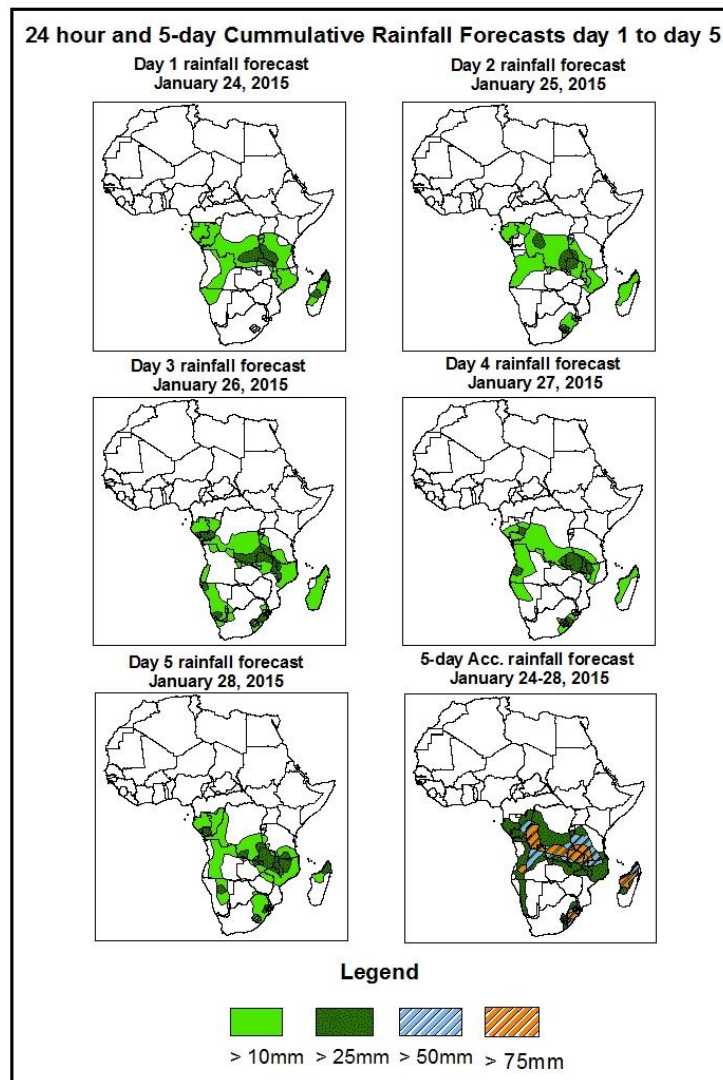 24 hour and 5-day Cummulative Rainfall Forecasts day 1 to day 5
Day 1 rainfall forecast
January 24, 2015
Day 2 rainfall forecast
January 25, 2015
Day 3 rainfall forecast
January 26, 2015
Day 4 rainfall forecast
January 27, 2015
Day 5 rainfall forecast
January 28, 2015
5-day Acc. rainfall forecast
January 24-28, 2015
Legend
> 10mm > 25mm > 50mm > 75mm